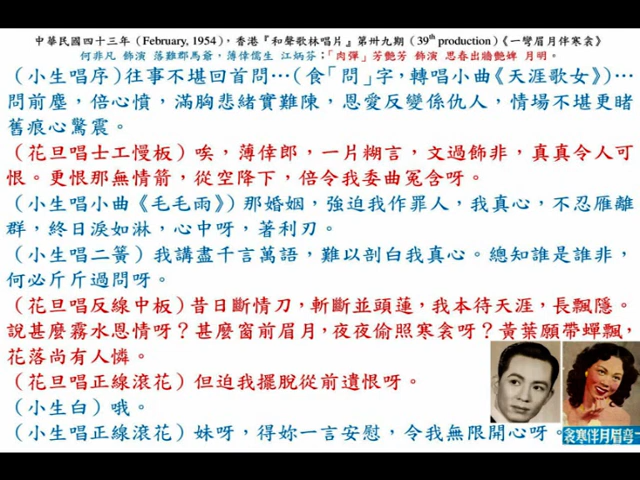 中華民國四十三年（February, 1954），香港『和聲歌林唱片』第卅九期（39th production）《一彎眉月伴寒衾》
何非凡 飾演 落難郡馬爺，薄倖儒生 江炳芬；「肉彈」芳艷芬 飾演 思春出牆艷婢 月明。
（小生唱序）往事不堪回首問…（食「問」字，轉唱小曲《天涯歌女》）…
問前塵，倍心憤，滿胸悲緒實難陳，恩愛反變係仇人，情場不堪更睹
舊痕心驚震。
（花旦唱士工慢板）唉，薄倖郎，一片糊言，文過飾非，真真令人可
恨。更恨那無情箭，從空降下，倍令我委曲冤含呀。
（小生唱小曲《毛毛雨》）那婚姻，強迫我作罪人，我真心，不忍雁離
群，終日淚如淋，心中呀，著利刃。
（小生唱二簧）我講盡千言萬語，難以剖白我真心。總知誰是誰非，
何必斤斤過問呀。
（花旦唱反線中板）昔日斷情刀，斬斷並頭蓮，我本待天涯，長飄隱。
說甚麼霧水恩情呀？甚麼窗前眉月，夜夜偷照寒衾呀？黃葉願帶蟬飄，
花落尚有人憐。
（花旦唱正線滾花）但迫我擺脫從前遺恨呀。
（小生白）哦。
（小生唱正線滾花）妹呀，得妳一言安慰，令我無限開心呀。
衾寒伴月眉彎一